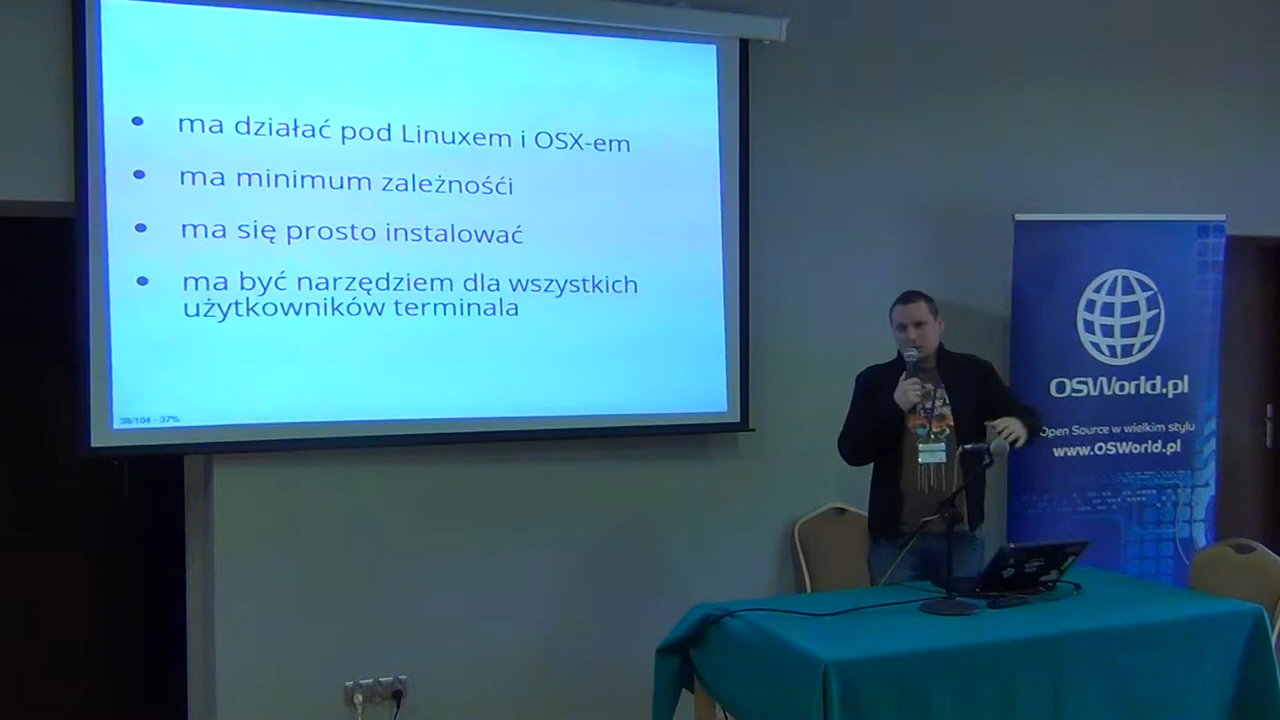 ma działać pod Linuxem i OSX-em
ma minimum zależnośći
ma się prosto instalować
ma być narzędziem dla wszystkich
użytkowników terminala
38/104 - 37%
OSWorld.pl
Open Source w wielkim stylu
www.OSWorld.pl